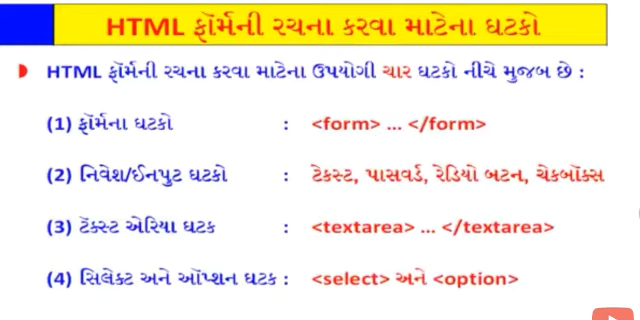 HTML ફૉર્મની રચના કરવા માટેના ઘટકો
HTML ફૉર્મની રચના કરવા માટેના ઉપયોગી ચાર ઘટકો નીચે મુજબ છે :
(1) ફૉર્મના ઘટકો : <form> ... </form>
(2) નિવેશ/ઈનપુટ ઘટકો : ટેકસ્ટ, પાસવર્ડ, રેડિયો બટન, ચેકબૉક્સ
(3) ટૅક્સ્ટ એરિયા ઘટક : <textarea> ... </textarea>
(4) સિલેક્ટ અને ઑપ્શન ઘટક : <select> અને <option>